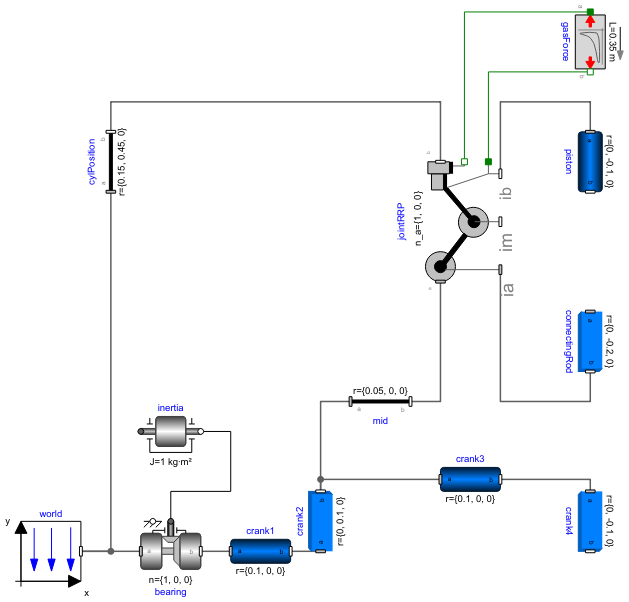 a
gasForce
L=0.35 m
b
b
cylPosition
r={0.15, 0.45, 0}
a
a
piston
r={0, -0.1, 0}
b
ib
jointRRP
n_a={1, 0, 0}
im
ia
a
connectingRod
r={0, -0.2, 0}
b
r={0.05, 0, 0}
a
b
mid
inertia
J=1 kg·m²
crank3
a
b
r={0.1, 0, 0}
b
crank2
r={0, 0.1, 0}
a
crank4
r={0, -0.1, 0}
b
y
world
x
a
b
n={1, 0, 0}
bearing
crank1
a
b
r={0.1, 0, 0}